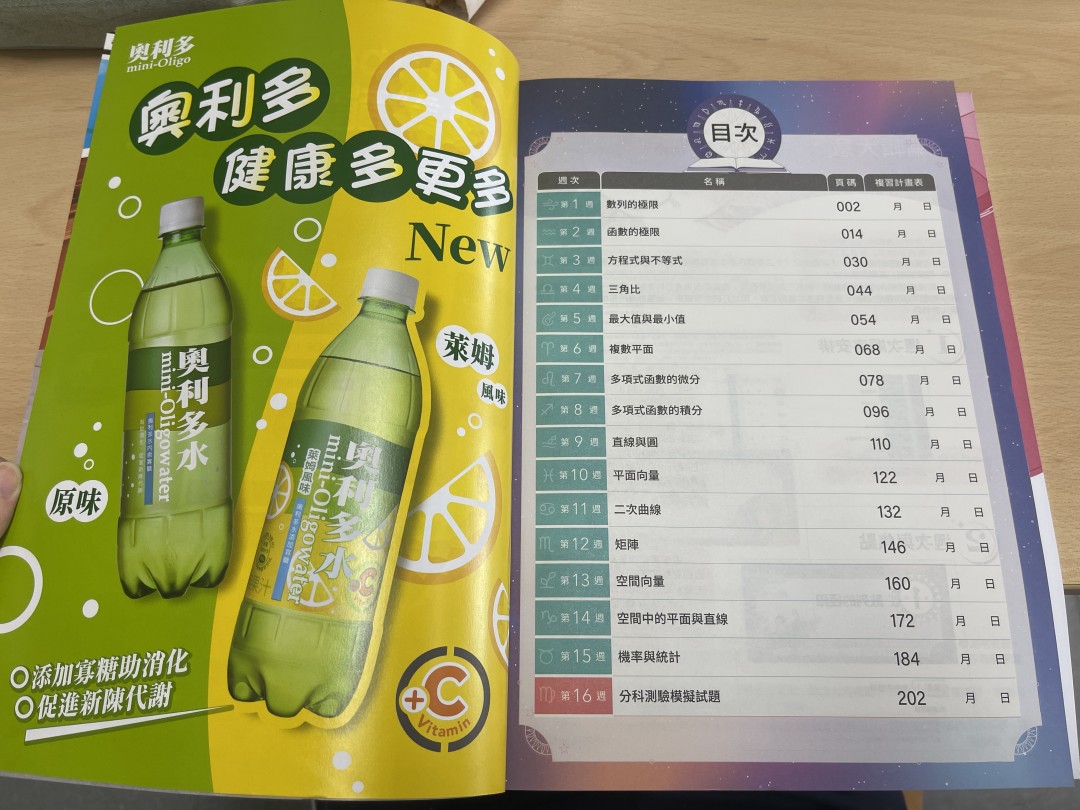 奧利多
mini-Oligo
奧利多
健康多更多
New
萊姆
風味
奧利多水
mini-Oligowater
原味
奧利多水
mini-Oligowater
萊姆風味
+C
添加寡糖助消化
促進新陳代謝
+C
Vitamin
目次
週次 名稱 頁碼 複習計畫表
第1週 數列的極限 002 月 日
第2週 函數的極限 014 月 日
第3週 方程式與不等式 030 月 日
第4週 三角比 044 月 日
第5週 最大值與最小值 054 月 日
第6週 複數平面 068 月 日
第7週 多項式函數的微分 078 月 日
第8週 多項式函數的積分 096 月 日
第9週 直線與圓 110 月 日
第10週 平面向量 122 月 日
第11週 二次曲線 132 月 日
第12週 矩陣 146 月 日
第13週 空間向量 160 月 日
第14週 空間中的平面與直線 172 月 日
第15週 機率與統計 184 月 日
第16週 分科測驗模擬試題 202 月 日